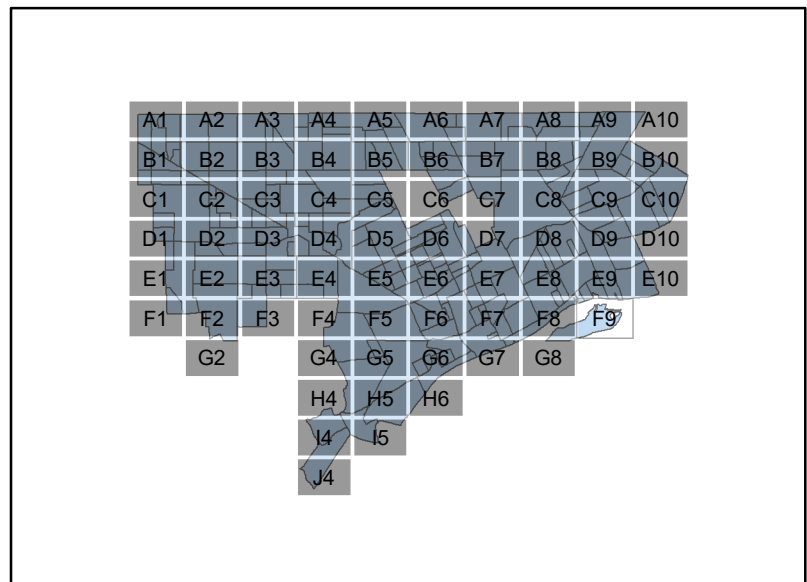 A1 A2 A3 A4 A5 A6 A7 A8 A9 A10
B1 B2 B3 B4 B5 B6 B7 B8 B9 B10
C1 C2 C3 C4 C5 C6 C7 C8 C9 C10
D1 D2 D3 D4 D5 D6 D7 D8 D9 D10
E1 E2 E3 E4 E5 E6 E7 E8 E9 E10
F1 F2 F3 F4 F5 F6 F7 F8 F9
G2 G4 G5 G6 G7 G8
H4 H5 H6
I4 I5
J4